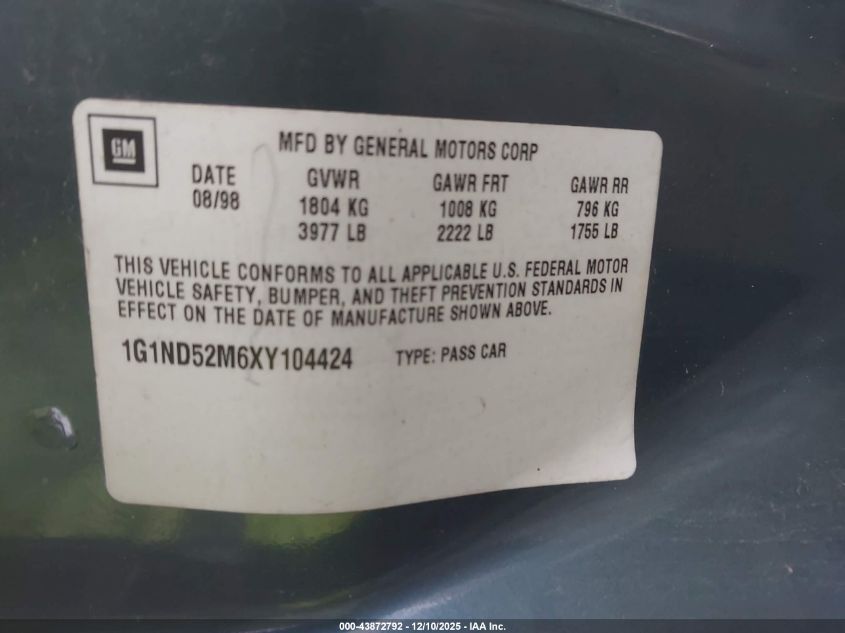 GM
MFD BY GENERAL MOTORS CORP
DATE GVWR GAWR FRT GAWR RR
08/98 1804 KG 1008 KG 796 KG
3977 LB 2222 LB 1755 LB
THIS VEHICLE CONFORMS TO ALL APPLICABLE U.S. FEDERAL MOTOR
VEHICLE SAFETY, BUMPER, AND THEFT PREVENTION STANDARDS IN
EFFECT ON THE DATE OF MANUFACTURE SHOWN ABOVE.
1G1ND52M6XY104424 TYPE: PASS CAR
000-43872792 - 12/10/2025 - IAA Inc.